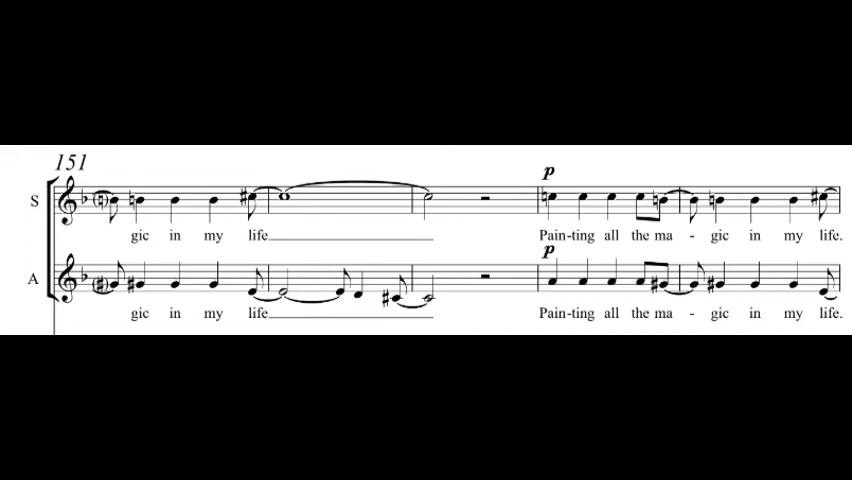 151
S
p
gic in my life Pain-ting all the ma - gic in my life.
A
p
gic in my life Pain-ting all the ma - gic in my life.